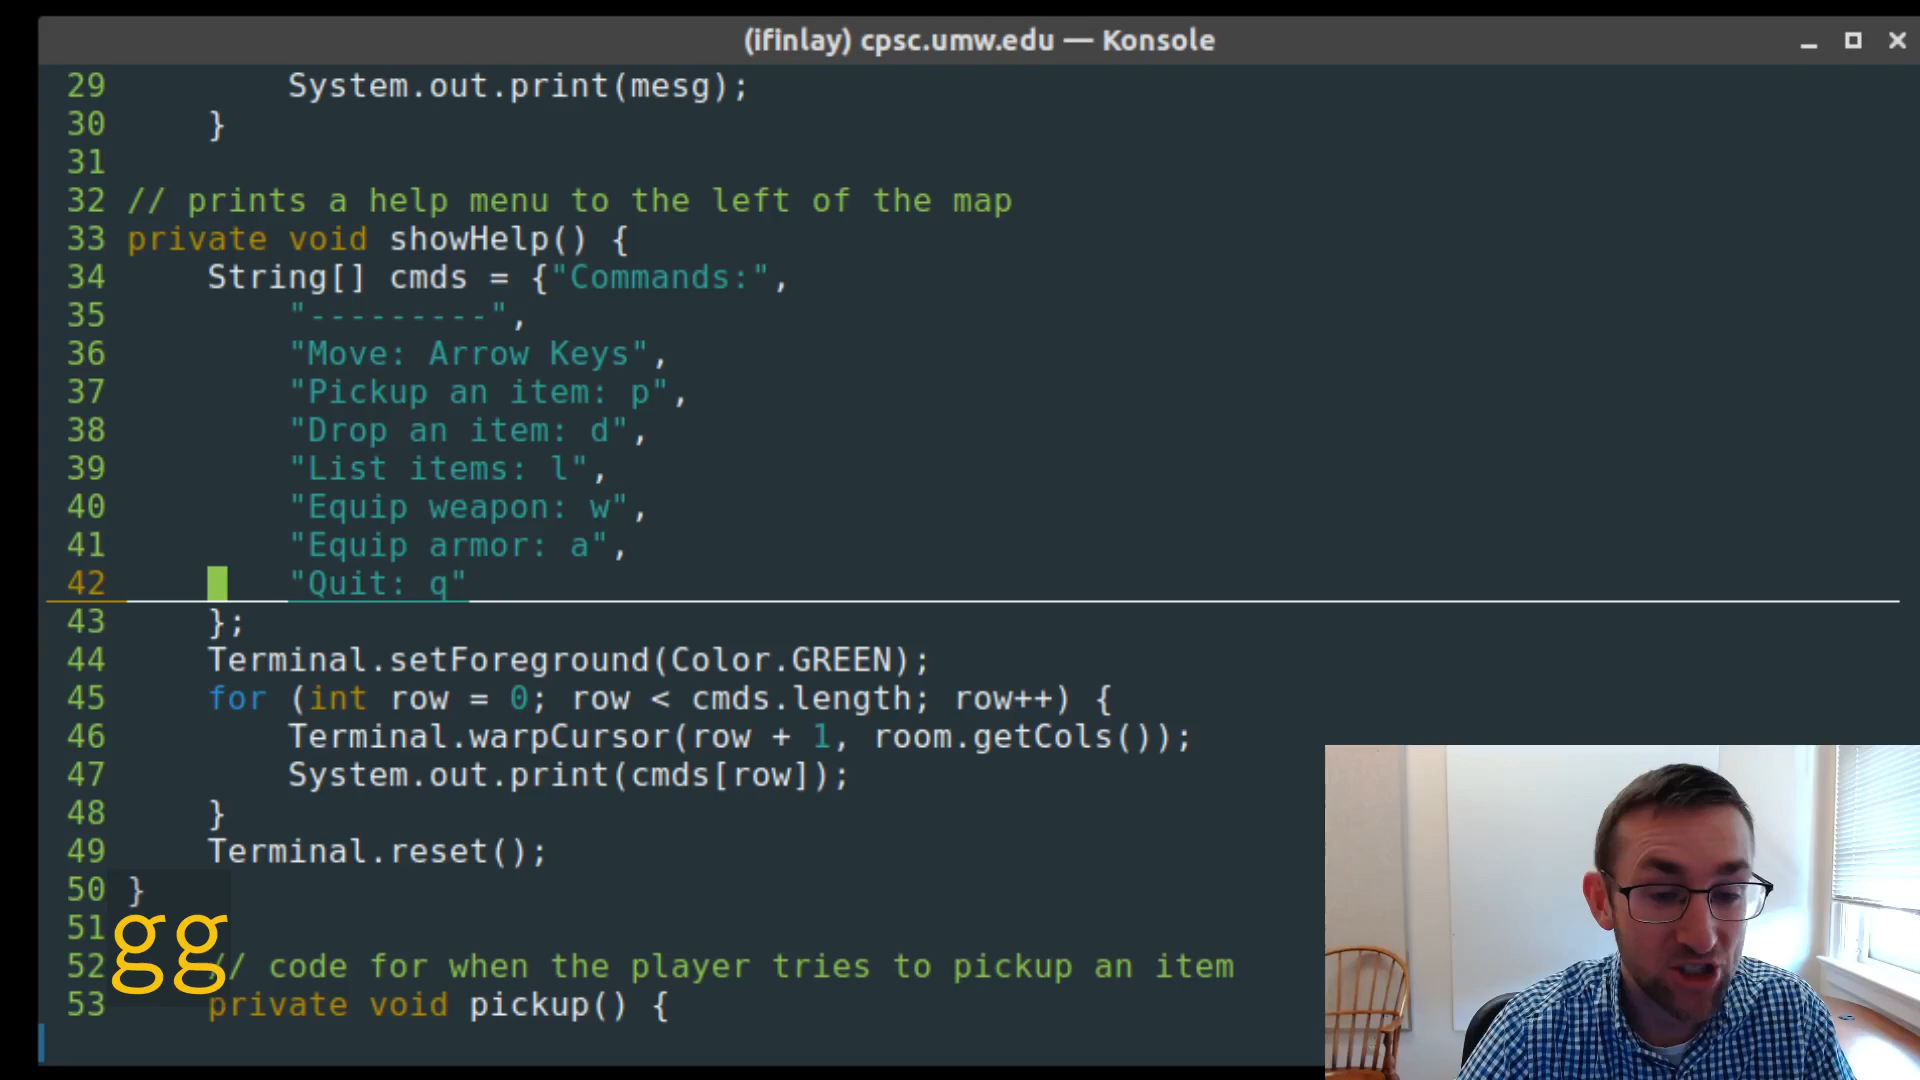 (ifinlay) cpsc.umw.edu — Konsole
29         System.out.print(mesg);
30     }
31
32 // prints a help menu to the left of the map
33 private void showHelp() {
34     String[] cmds = {"Commands:",
35         "---------",
36         "Move: Arrow Keys",
37         "Pickup an item: p",
38         "Drop an item: d",
39         "List items: l",
40         "Equip weapon: w",
41         "Equip armor: a",
42         "Quit: q"
43     };
44     Terminal.setForeground(Color.GREEN);
45     for (int row = 0; row < cmds.length; row++) {
46         Terminal.warpCursor(row + 1, room.getCols());
47         System.out.print(cmds[row]);
48     }
49     Terminal.reset();
50 }
51
52     // code for when the player tries to pickup an item
53     private void pickup() {
gg